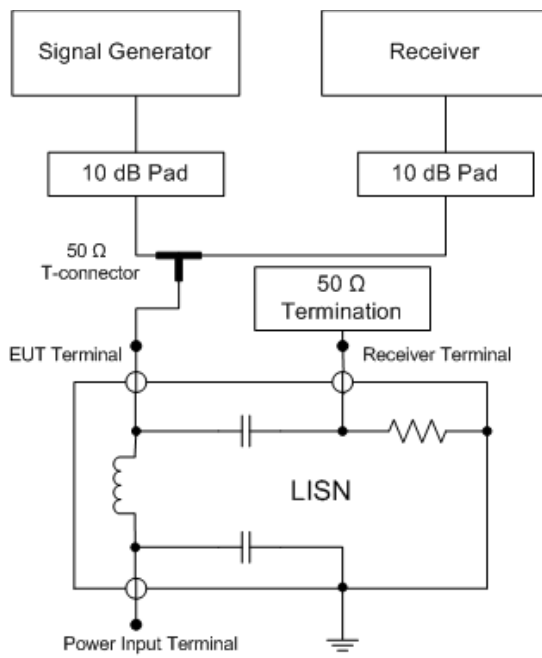 Signal Generator
Receiver
10 dB Pad
10 dB Pad
50 Ω
T-connector
50 Ω
Termination
EUT Terminal
Receiver Terminal
LISN
Power Input Terminal